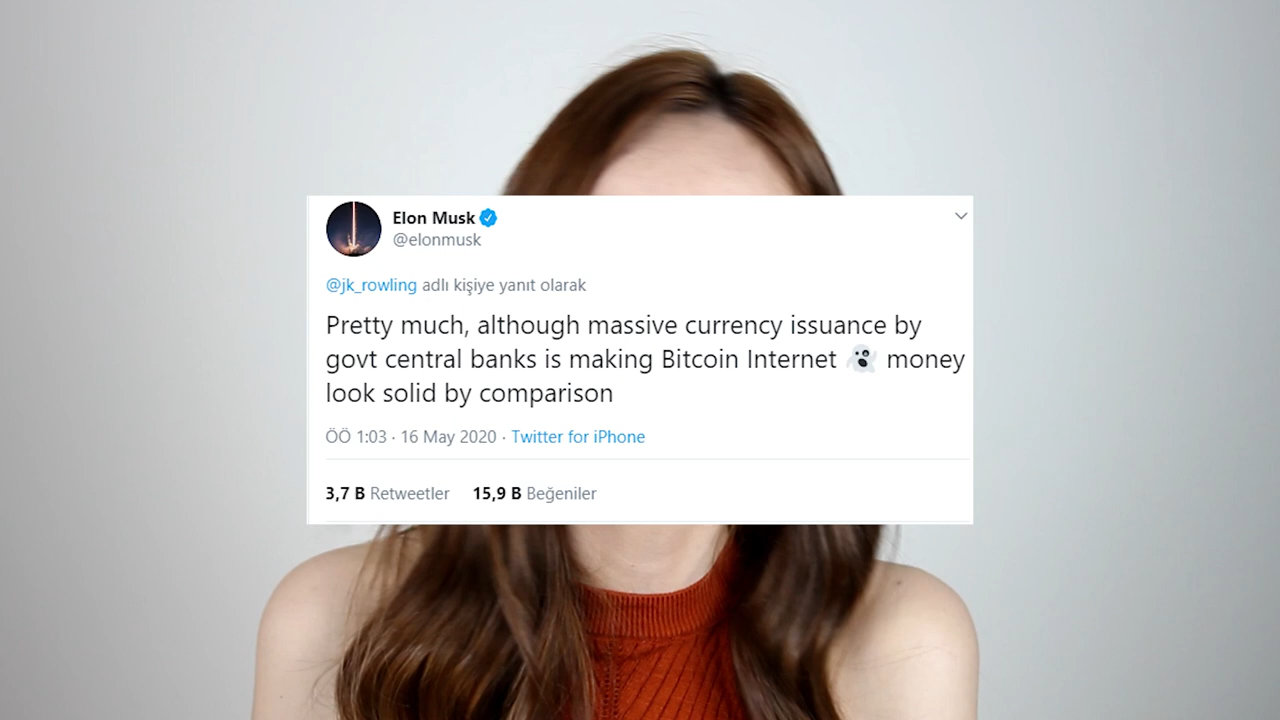 Elon Musk
@elonmusk
@jk_rowling adlı kişiye yanıt olarak
Pretty much, although massive currency issuance by
govt central banks is making Bitcoin Internet 👻 money
look solid by comparison
ÖÖ 1:03 · 16 May 2020 · Twitter for iPhone
3,7 B Retweetler 15,9 B Beğeniler